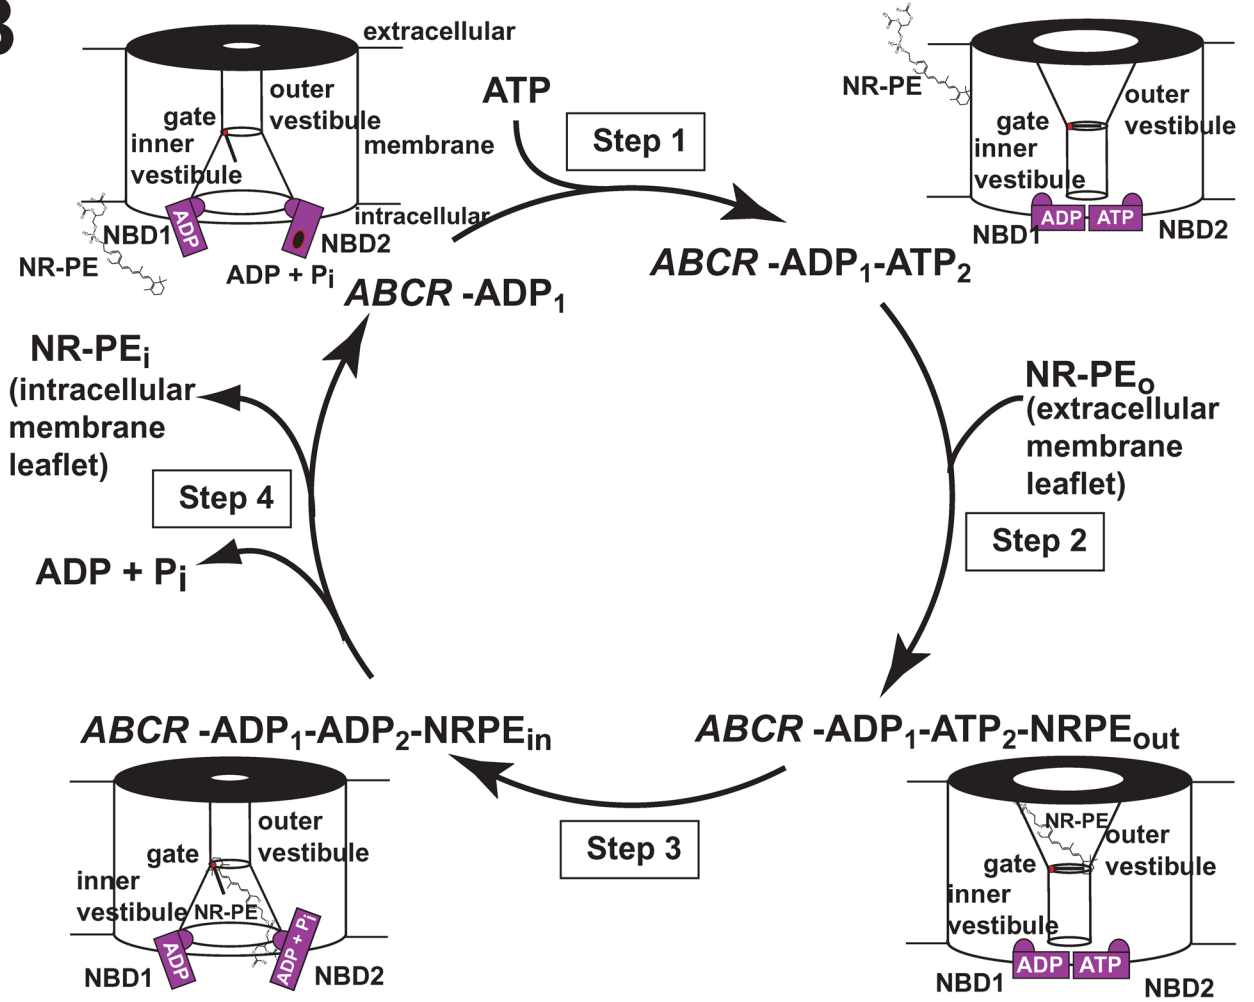 B
extracellular
outer
vestibule
gate
inner
vestibule
membrane
intracellular
ADP
NBD1
NBD2
NR-PE
ADP + Pi
ABCR -ADP1
ATP
Step 1
NR-PE
outer
vestibule
gate
inner
vestibule
ADP
ATP
NBD1
NBD2
ABCR -ADP1-ATP2
NR-PEo
(extracellular
membrane
leaflet)
Step 2
ABCR -ADP1-ATP2-NRPEout
NR-PE
outer
vestibule
gate
inner
vestibule
ADP
ATP
NBD1
NBD2
Step 3
ABCR -ADP1-ADP2-NRPEin
outer
vestibule
gate
inner
vestibule
NR-PE
ADP
ADP + Pi
NBD1
NBD2
Step 4
ADP + Pi
NR-PEi
(intracellular
membrane
leaflet)